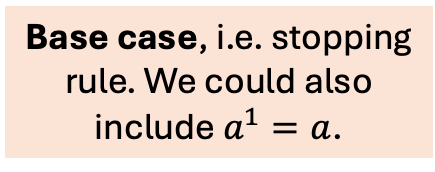 Base case, i.e. stopping
rule. We could also
include 𝑎¹ = 𝑎.